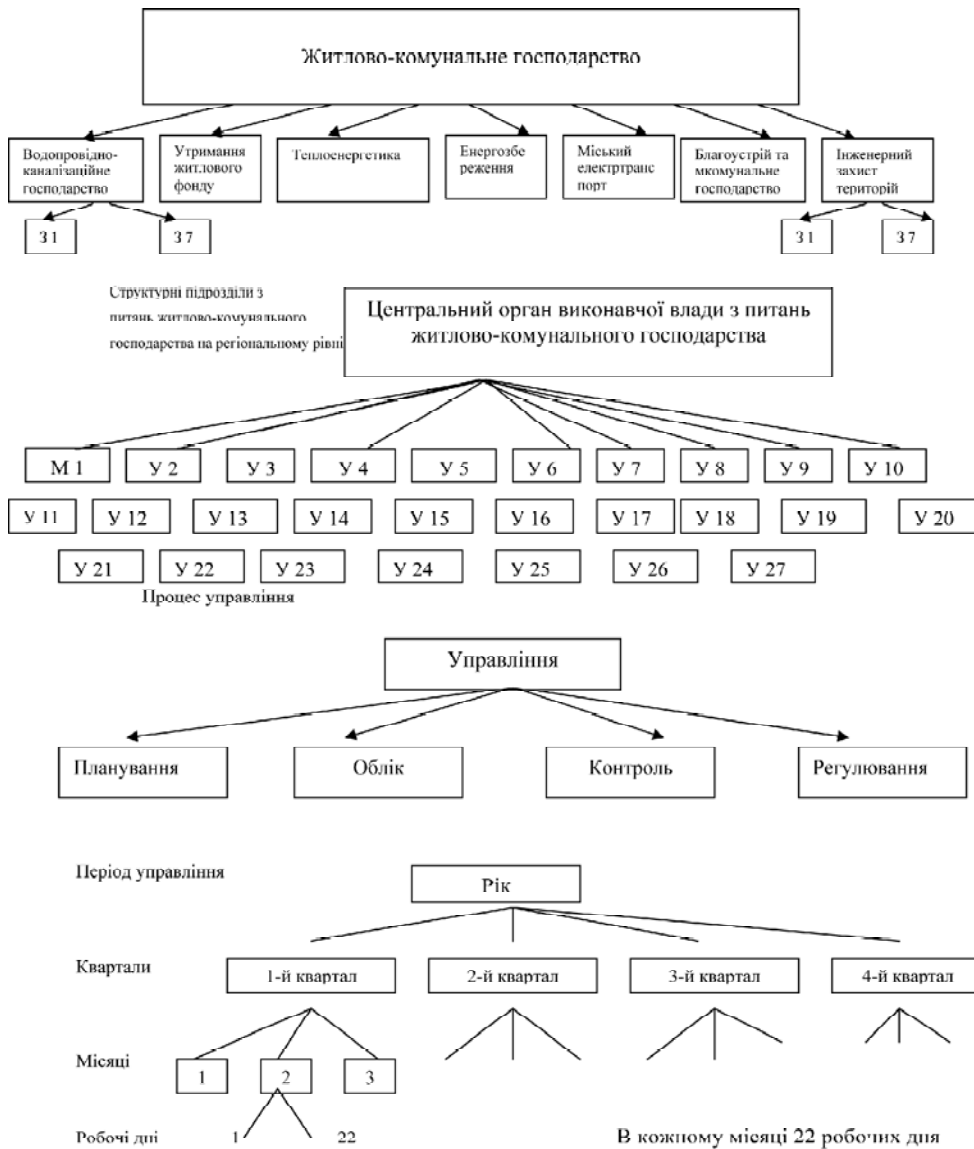 Житлово-комунальне господарство
Водопровідно-
каналізаційне
господарство
Утримання
житлового
фонду
Теплоенергетика
Енергозбе
реження
Міський
електртранс
порт
Благоустрій та
мкомунальне
господарство
Інженерний
захист
територій
З 1
З 7
З 1
З 7
Структурні підрозділи з
питань житлово-комунального
господарства на регіональному рівні
Центральний орган виконавчої влади з питань
житлово-комунального господарства
М 1
У 2
У 3
У 4
У 5
У 6
У 7
У 8
У 9
У 10
У 11
У 12
У 13
У 14
У 15
У 16
У 17
У 18
У 19
У 20
У 21
У 22
У 23
У 24
У 25
У 26
У 27
Процес управління
Управління
Планування
Облік
Контроль
Регулювання
Період управління
Рік
Квартали
1-й квартал
2-й квартал
3-й квартал
4-й квартал
Місяці
1
2
3
Робочі дні
1
22
В кожному місяці 22 робочих дня